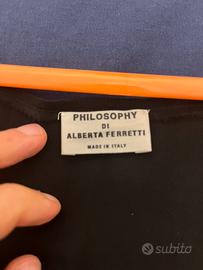 PHILOSOPHY
DI
ALBERTA FERRETTI
MADE IN ITALY
subito